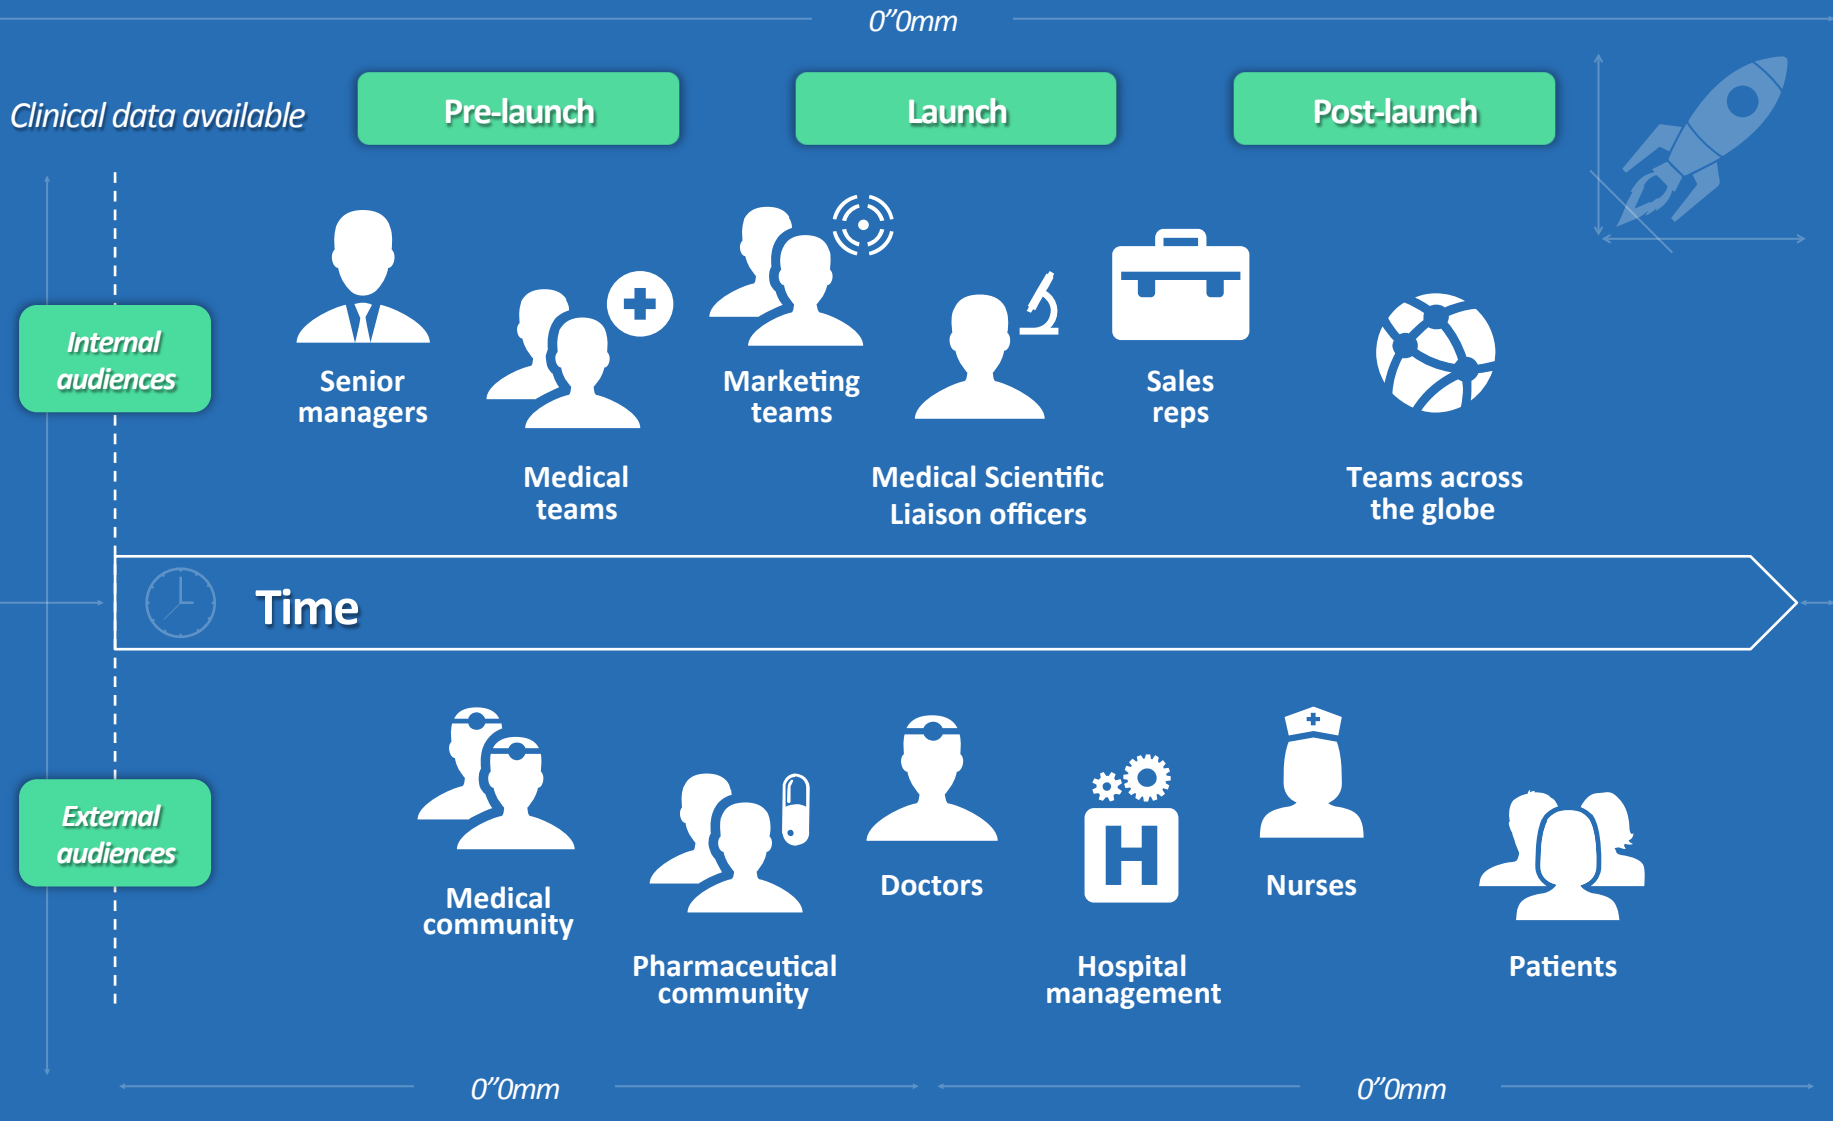 0”0mm
Clinical data available
Pre-launch
Launch
Post-launch
Internal
audiences
Senior
managers
Medical
teams
Marketing
teams
Medical Scientific
Liaison officers
Sales
reps
Teams across
the globe
Time
External
audiences
Medical
community
Pharmaceutical
community
Doctors
H
Hospital
management
Nurses
Patients
0”0mm
0”0mm